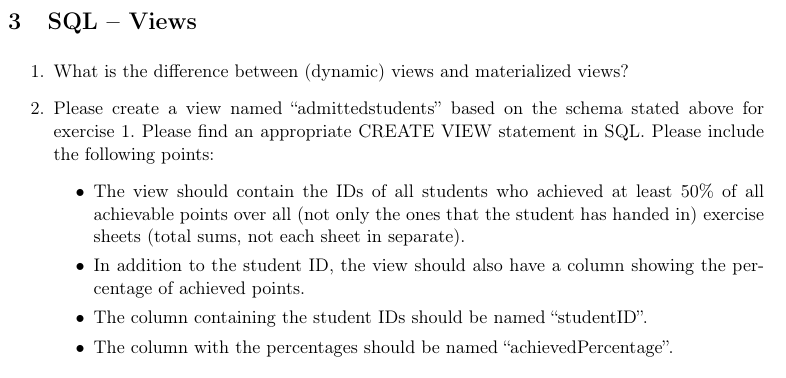 3 SQL – Views
1. What is the difference between (dynamic) views and materialized views?
2. Please create a view named “admittedstudents” based on the schema stated above for
exercise 1. Please find an appropriate CREATE VIEW statement in SQL. Please include
the following points:
• The view should contain the IDs of all students who achieved at least 50% of all
achievable points over all (not only the ones that the student has handed in) exercise
sheets (total sums, not each sheet in separate).
• In addition to the student ID, the view should also have a column showing the per-
centage of achieved points.
• The column containing the student IDs should be named “studentID”.
• The column with the percentages should be named “achievedPercentage”.